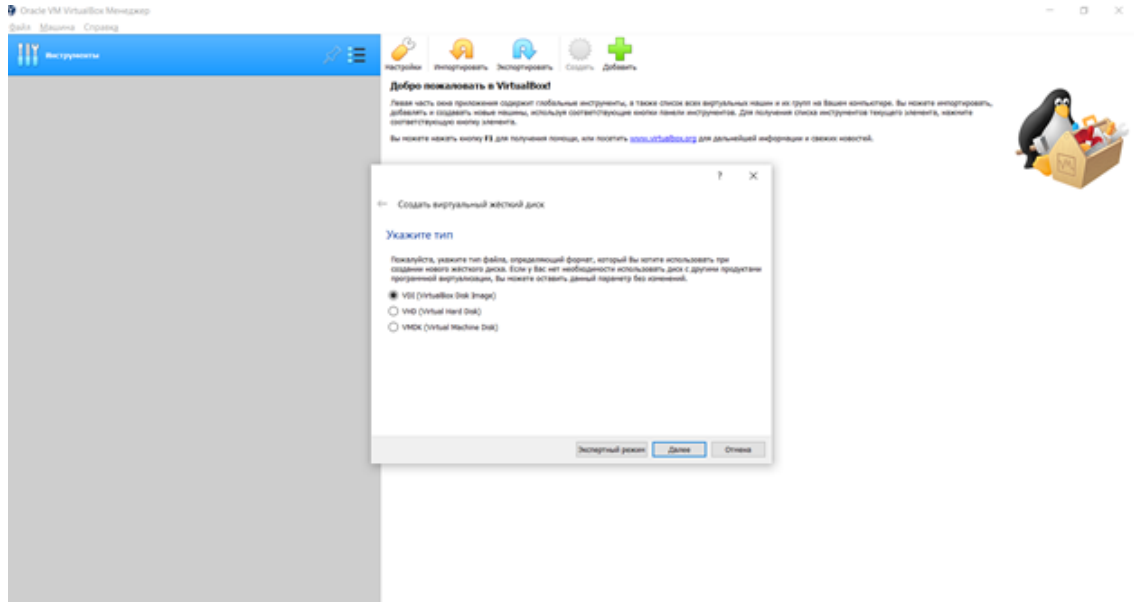 Oracle VM VirtualBox Менеджер
Файл Машина Справка
Инструменты
Настройки Импортировать Экспортировать Создать Добавить
Добро пожаловать в VirtualBox!
Левая часть окна приложения содержит глобальные инструменты, а также список всех виртуальных машин и их групп на Вашем компьютере. Вы можете импортировать,
добавлять и создавать новые машины, используя соответствующие кнопки панели инструментов. Для получения списка инструментов текущего элемента, нажмите
соответствующую кнопку элемента.
Вы можете нажать кнопку F1 для получения помощи, или посетить www.virtualbox.org для дальнейшей информации и свежих новостей.
VM
? ×
← Создать виртуальный жёсткий диск
Укажите тип
Пожалуйста, укажите тип файла, определяющий формат, который Вы хотите использовать при
создании нового жёсткого диска. Если у Вас нет необходимости использовать диск с другими продуктами
программной виртуализации, Вы можете оставить данный параметр без изменений.
VDI (VirtualBox Disk Image)
VHD (Virtual Hard Disk)
VMDK (Virtual Machine Disk)
Экспертный режим Далее Отмена